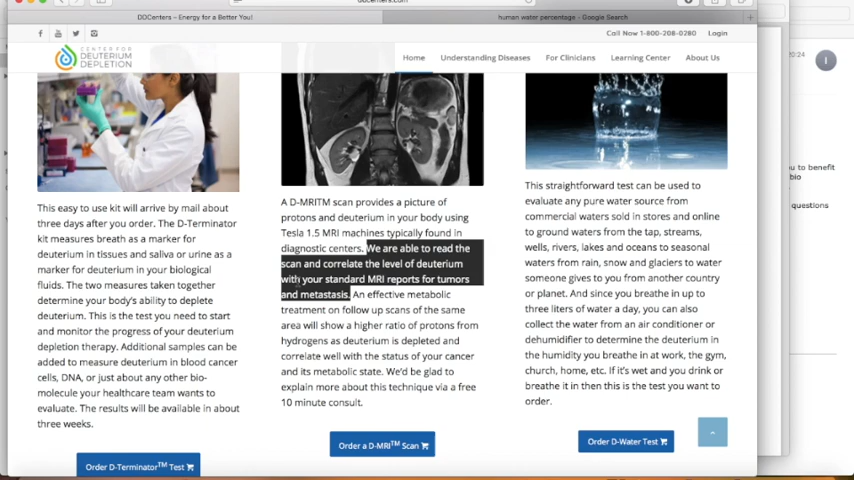 ddcenters.com
DDCenters – Energy for a Better You!
human water percentage - Google Search
Call Now 1-800-208-0280 Login
CENTER FOR
DEUTERIUM
DEPLETION
Home Understanding Diseases For Clinicians Learning Center About Us
20:24
I
This easy to use kit will arrive by mail about
three days after you order. The D-Terminator
kit measures breath as a marker for
deuterium in tissues and saliva or urine as a
marker for deuterium in your biological
fluids. The two measures taken together
determine your body's ability to deplete
deuterium. This is the test you need to start
and monitor the progress of your deuterium
depletion therapy. Additional samples can be
added to measure deuterium in blood cancer
cells, DNA, or just about any other bio-
molecule your healthcare team wants to
evaluate. The results will be available in about
three weeks.
Order D-Terminator™ Test
A D-MRITM scan provides a picture of
protons and deuterium in your body using
Tesla 1.5 MRI machines typically found in
diagnostic centers. We are able to read the
scan and correlate the level of deuterium
with your standard MRI reports for tumors
and metastasis. An effective metabolic
treatment on follow up scans of the same
area will show a higher ratio of protons from
hydrogens as deuterium is depleted and
correlate well with the status of your cancer
and its metabolic state. We'd be glad to
explain more about this technique via a free
10 minute consult.
Order a D-MRI™ Scan
This straightforward test can be used to
evaluate any pure water source from
commercial waters sold in stores and online
to ground waters from the tap, streams,
wells, rivers, lakes and oceans to seasonal
waters from rain, snow and glaciers to water
someone gives to you from another country
or planet. And since you breathe in up to
three liters of water a day, you can also
collect the water from an air conditioner or
dehumidifier to determine the deuterium in
the humidity you breathe in at work, the gym,
church, home, etc. If it's wet and you drink or
breathe it in then this is the test you want to
order.
Order D-Water Test
u to benefit
bio
questions